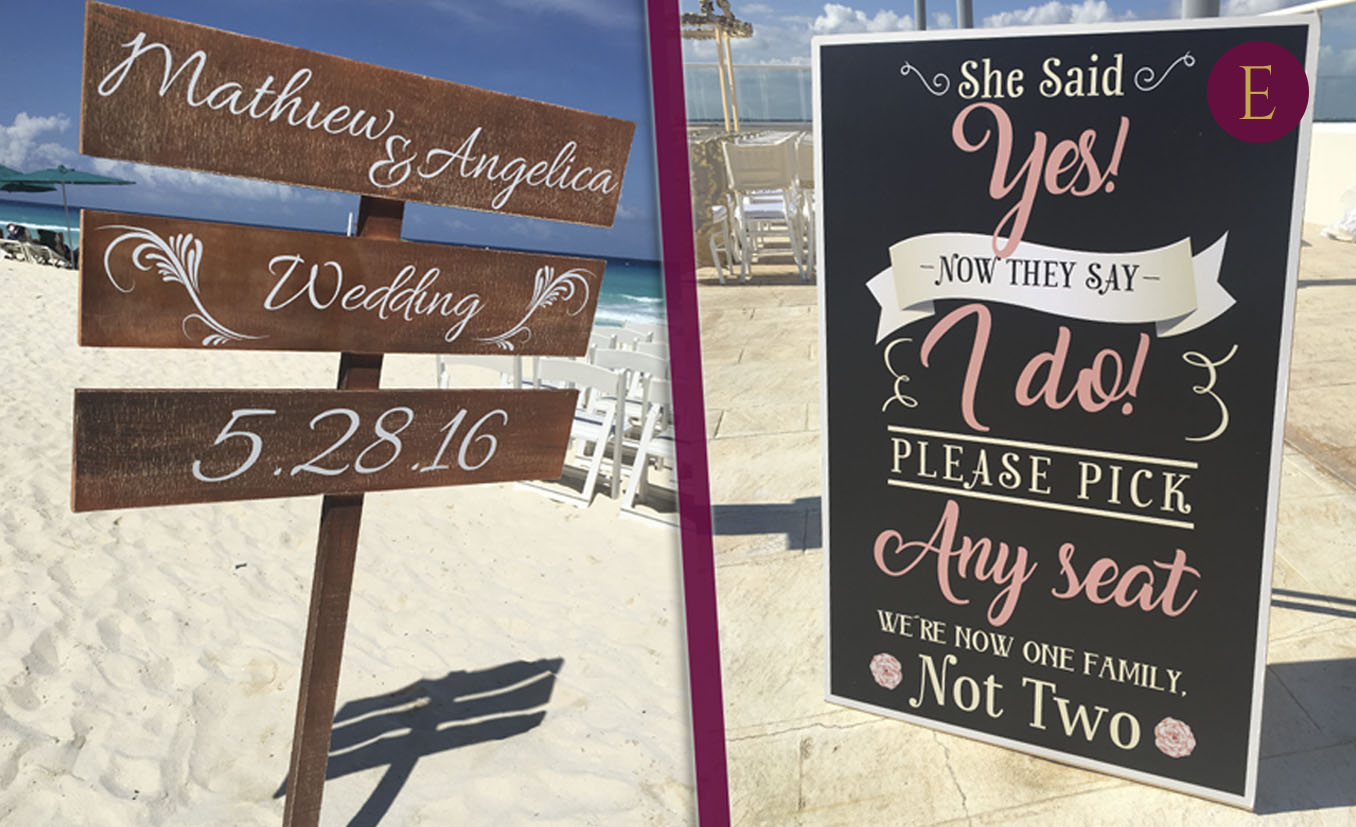 Mathiew
& Angelica
Wedding
5.28.16
She Said
Yes!
-NOW THEY SAY-
I do!
PLEASE PICK
Any seat
WE'RE NOW ONE FAMILY,
Not Two
E